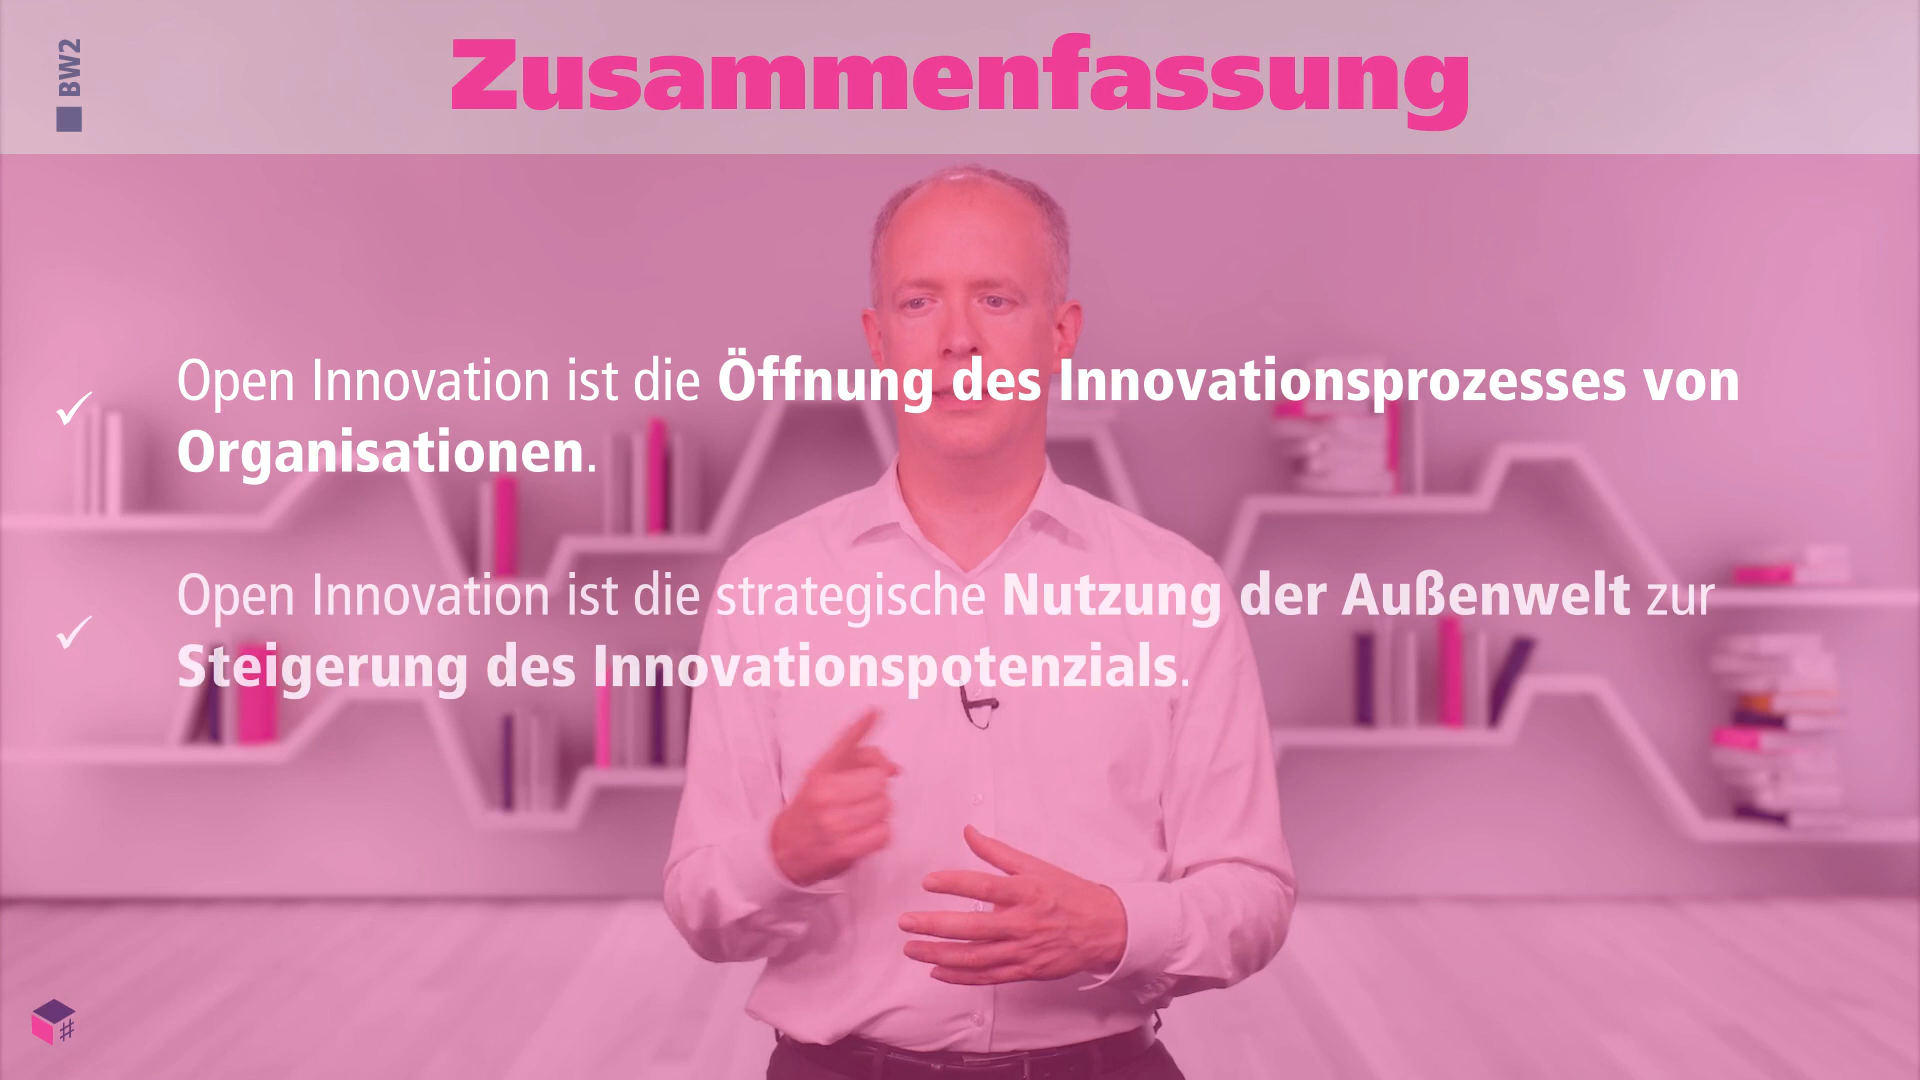 BW2
Zusammenfassung
Open Innovation ist die Öffnung des Innovationsprozesses von
Organisationen.
Open Innovation ist die strategische Nutzung der Außenwelt zur
Steigerung des Innovationspotenzials.
#